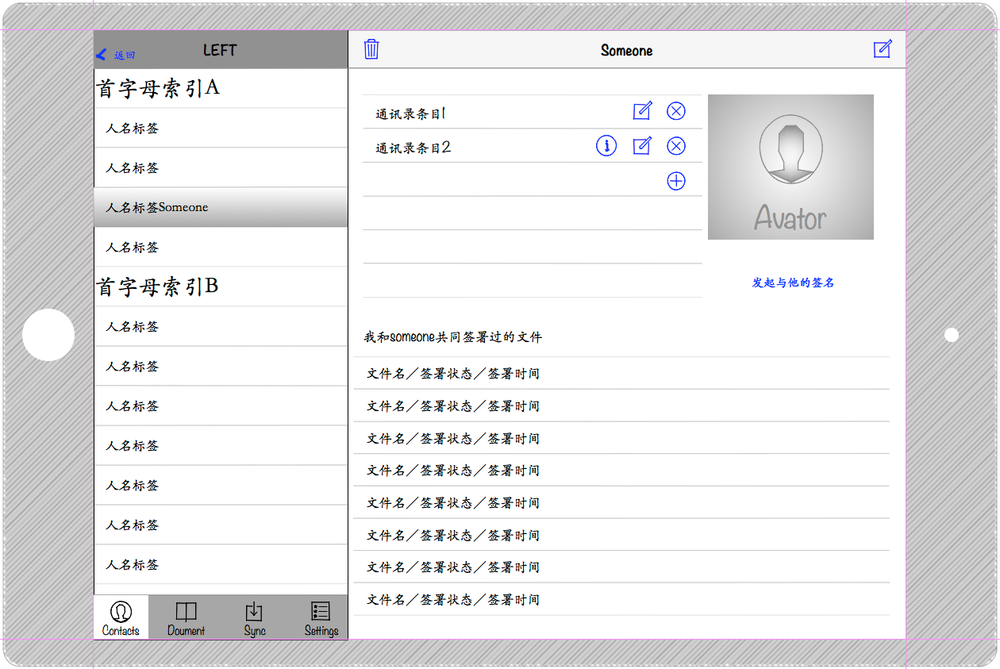 返回 LEFT
首字母索引A
人名标签
人名标签
人名标签Someone
人名标签
首字母索引B
人名标签
人名标签
人名标签
人名标签
人名标签
人名标签
人名标签
Contacts
Doument
Sync
Settings
Someone
通讯录条目1
通讯录条目2
Avator
发起与他的签名
我和someone共同签署过的文件
文件名／签署状态／签署时间
文件名／签署状态／签署时间
文件名／签署状态／签署时间
文件名／签署状态／签署时间
文件名／签署状态／签署时间
文件名／签署状态／签署时间
文件名／签署状态／签署时间
文件名／签署状态／签署时间